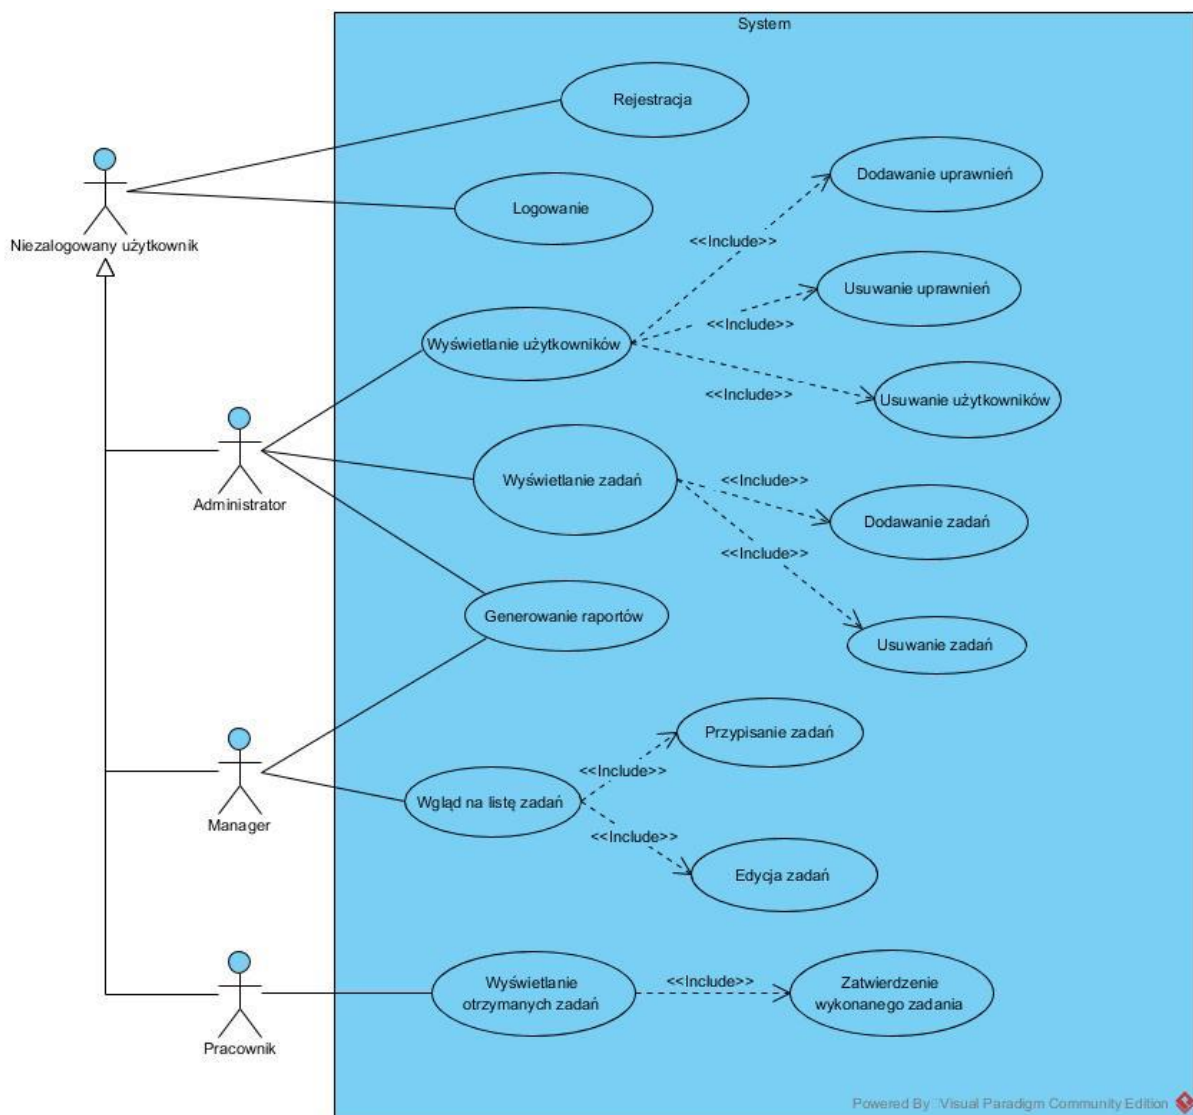 System
Rejestracja
Dodawanie uprawnień
Logowanie
Niezalogowany użytkownik
<<Include>>
Usuwanie uprawnień
<<Include>>
Wyświetlanie użytkowników
<<Include>>
Usuwanie użytkowników
Wyświetlanie zadań
<<Include>>
Administrator
Dodawanie zadań
<<Include>>
Generowanie raportów
Usuwanie zadań
Przypisanie zadań
<<Include>>
Wgląd na listę zadań
Manager
<<Include>>
Edycja zadań
Wyświetlanie
otrzymanych zadań
<<Include>>
Zatwierdzenie
wykonanego zadania
Pracownik
Powered By Visual Paradigm Community Edition